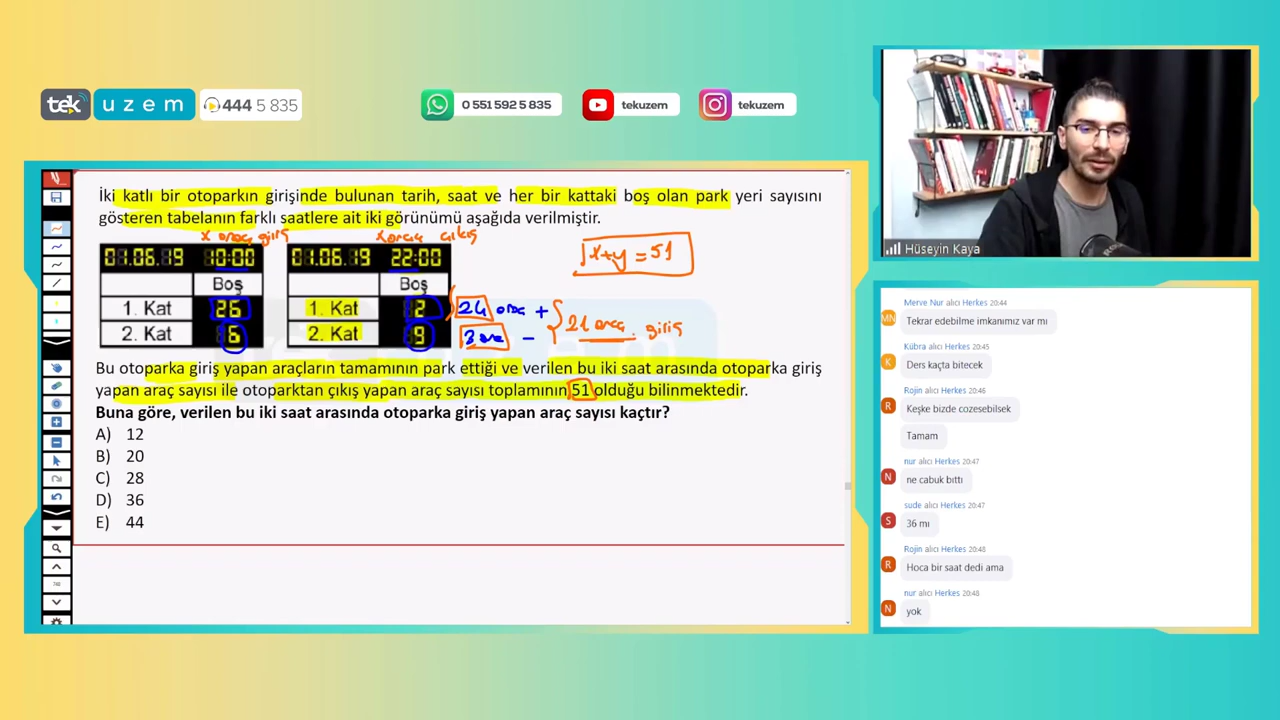 tek uzem 444 5 835
0 551 592 5 835
tekuzem
tekuzem
İki katlı bir otoparkın girişinde bulunan tarih, saat ve her bir kattaki boş olan park yeri sayısını
gösteren tabelanın farklı saatlere ait iki görünümü aşağıda verilmiştir.
x araç giriş
x araç çıkış
x+y = 51
01.06.19 10:00
Boş
1. Kat 26
2. Kat 6
01.06.19 22:00
Boş
1. Kat 2
2. Kat 9
24 araç +
3 araç -
21 araç giriş
Bu otoparka giriş yapan araçların tamamının park ettiği ve verilen bu iki saat arasında otoparka giriş
yapan araç sayısı ile otoparktan çıkış yapan araç sayısı toplamının 51 olduğu bilinmektedir.
Buna göre, verilen bu iki saat arasında otoparka giriş yapan araç sayısı kaçtır?
A) 12
B) 20
C) 28
D) 36
E) 44
Hüseyin Kaya
Merve Nur alıcı Herkes 20:44
MN Tekrar edebilme imkanımız var mı
Kübra alıcı Herkes 20:45
K Ders kaçta bitecek
Rojin alıcı Herkes 20:46
R Keşke bizde cozesebilsek
Tamam
nur alıcı Herkes 20:47
N ne cabuk bıttı
sude alıcı Herkes 20:47
S 36 mı
Rojin alıcı Herkes 20:48
R Hoca bir saat dedi ama
nur alıcı Herkes 20:48
N yok